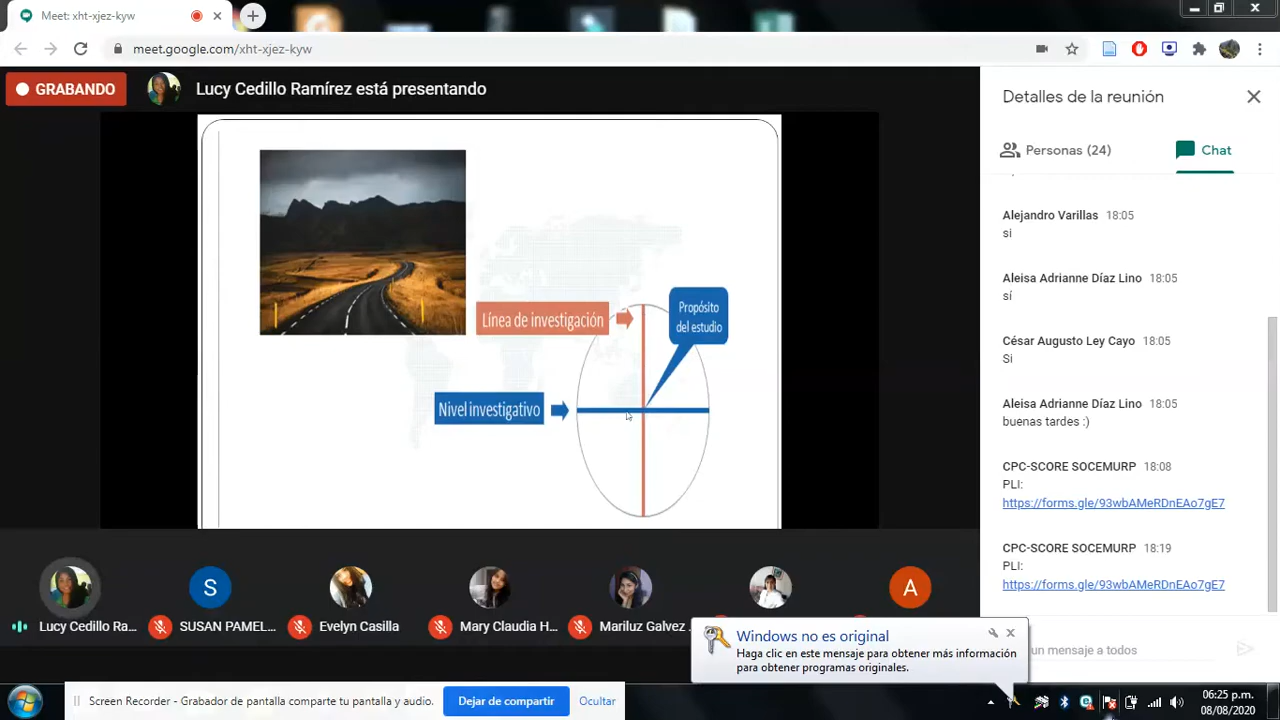 Meet: xht-xjez-kyw
meet.google.com/xht-xjez-kyw
GRABANDO
Lucy Cedillo Ramírez está presentando
Línea de investigación
Propósito
del estudio
Nivel investigativo
Lucy Cedillo Ra...
SUSAN PAMEL...
Evelyn Casilla
Mary Claudia H...
Mariluz Galvez
S
A
Detalles de la reunión
Personas (24)
Chat
Alejandro Varillas 18:05
si
Aleisa Adrianne Díaz Lino 18:05
sí
César Augusto Ley Cayo 18:05
Si
Aleisa Adrianne Díaz Lino 18:05
buenas tardes :)
CPC-SCORE SOCEMURP 18:08
PLI:
https://forms.gle/93wbAMeRDnEAo7gE7
CPC-SCORE SOCEMURP 18:19
PLI:
https://forms.gle/93wbAMeRDnEAo7gE7
un mensaje a todos
Windows no es original
Haga clic en este mensaje para obtener más información
para obtener programas originales.
Screen Recorder - Grabador de pantalla comparte tu pantalla y audio.
Dejar de compartir
Ocultar
06:25 p.m.
08/08/2020